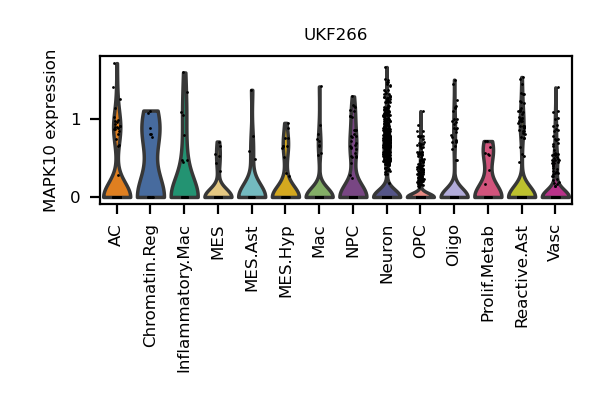 UKF266
MAPK10 expression
1
0
AC
Chromatin.Reg
Inflammatory.Mac
MES
MES.Ast
MES.Hyp
Mac
NPC
Neuron
OPC
Oligo
Prolif.Metab
Reactive.Ast
Vasc